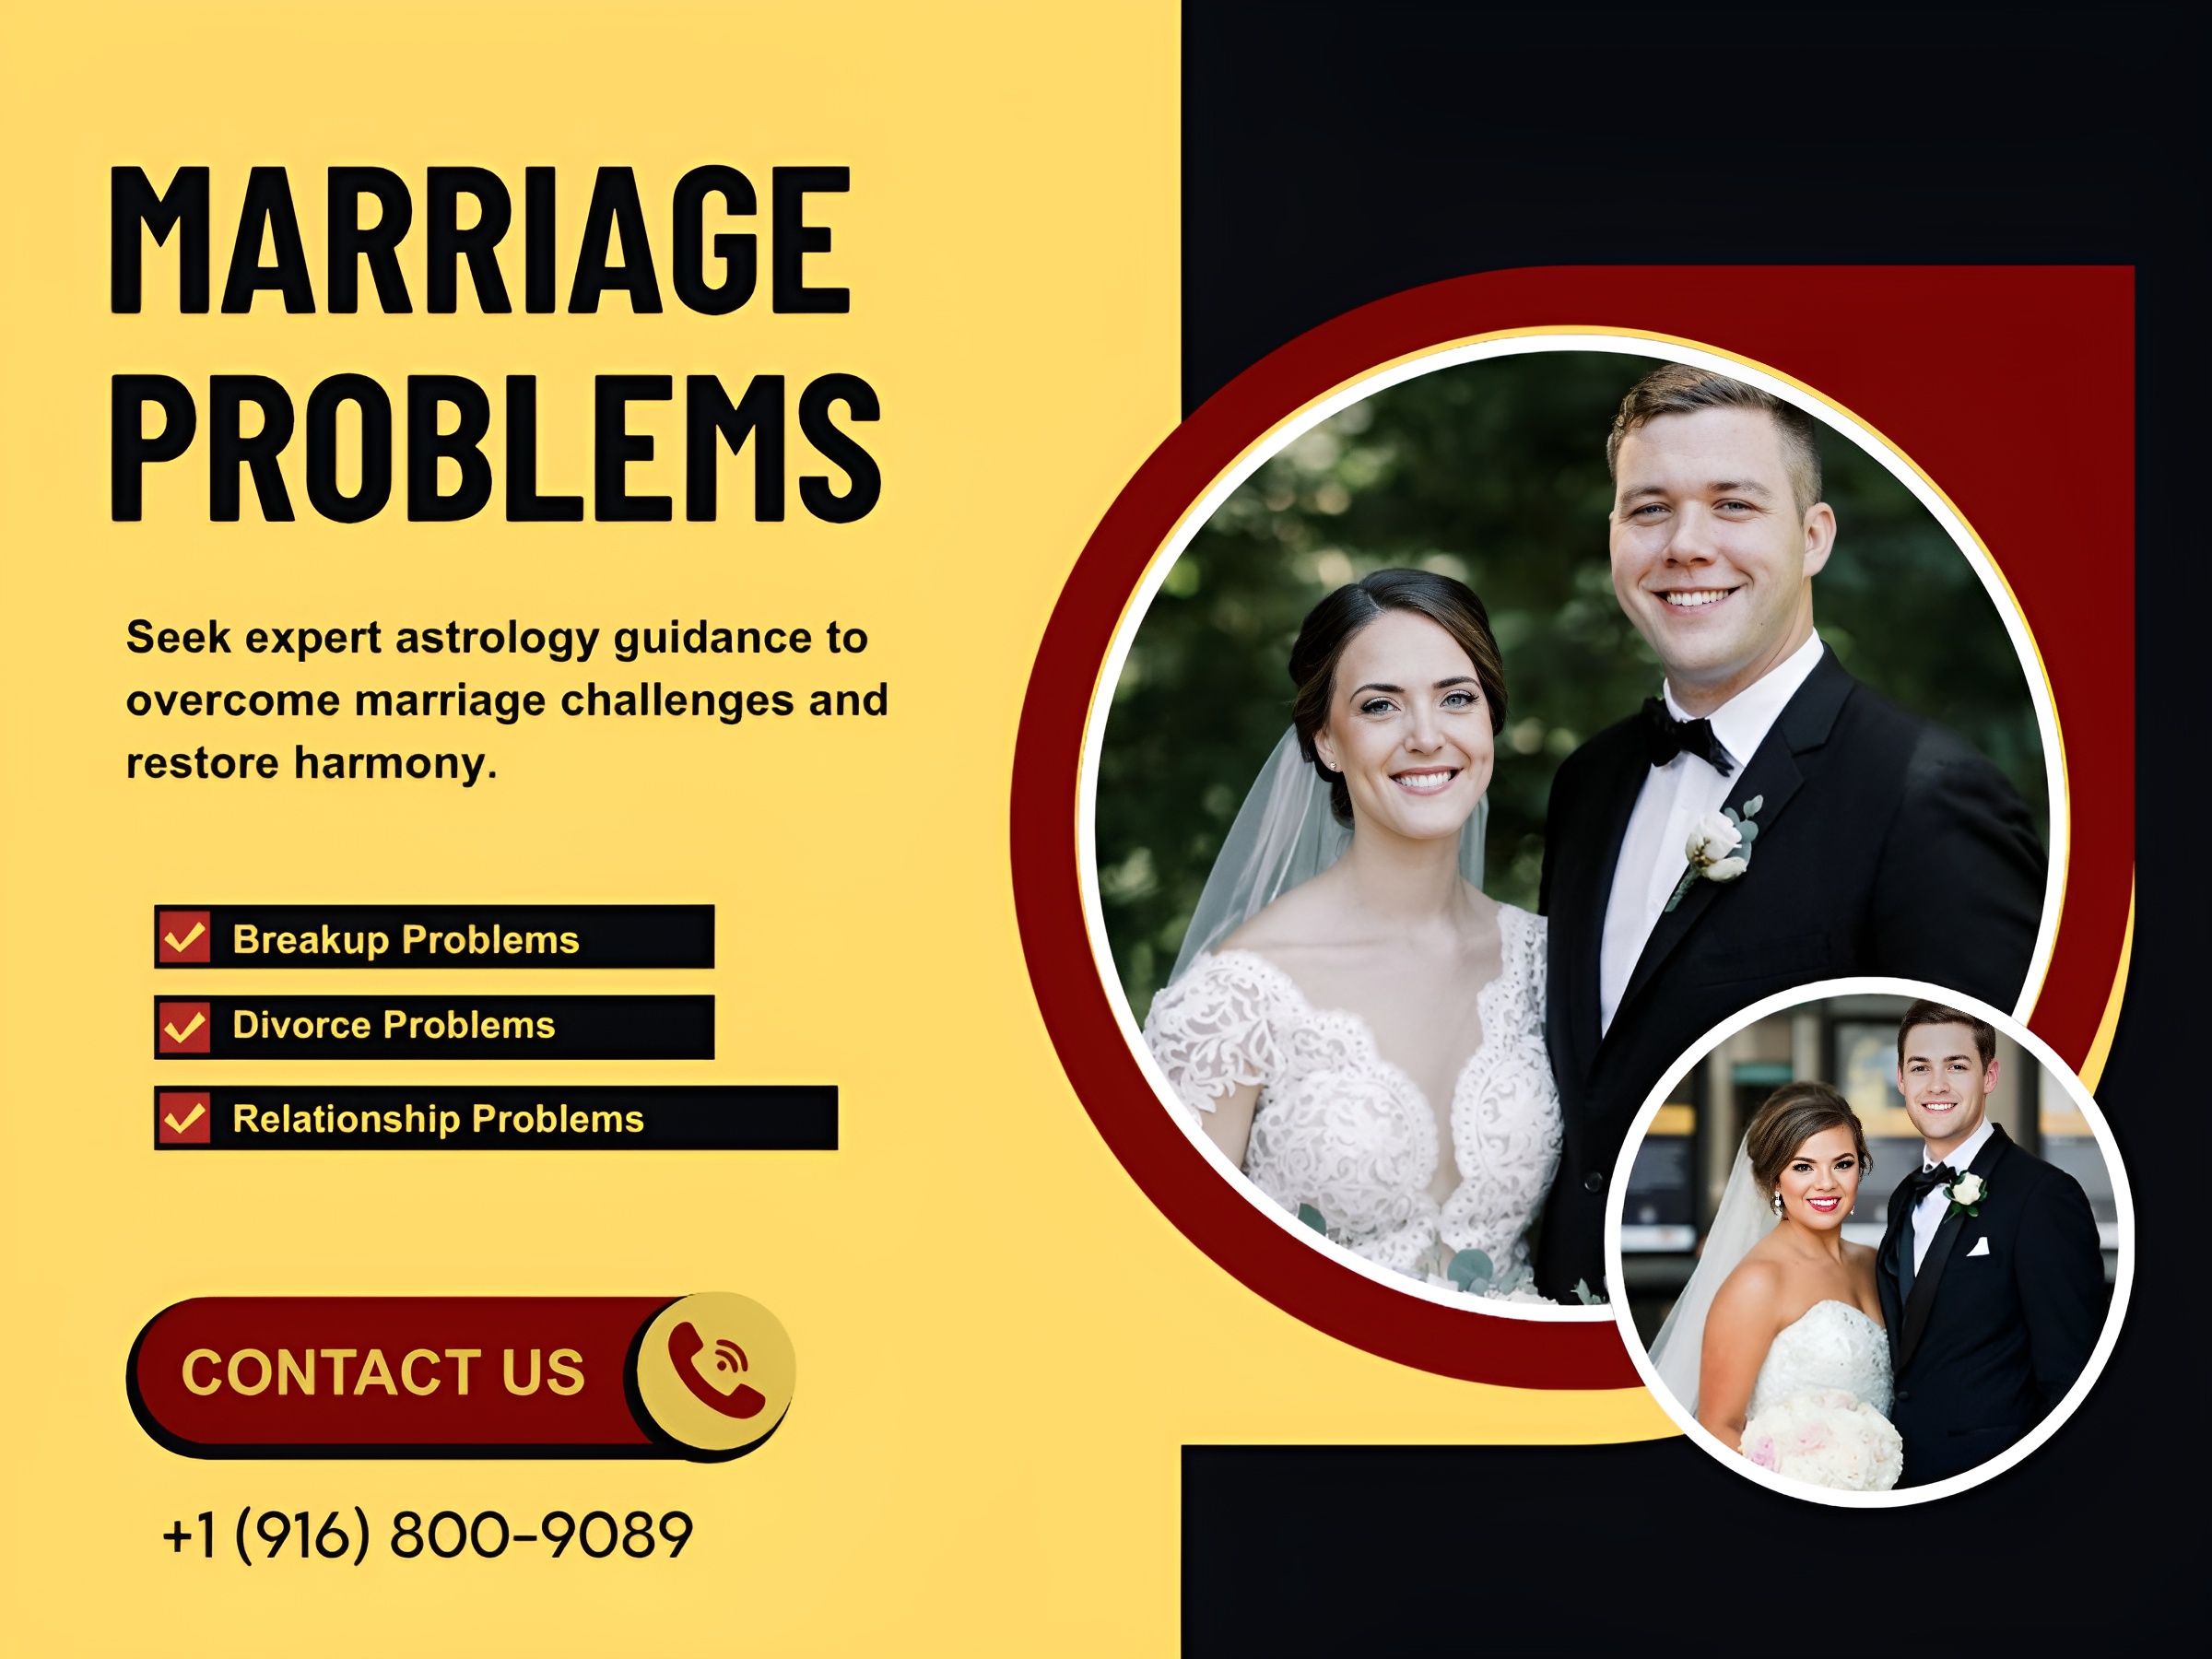 MARRIAGE
PROBLEMS
Seek expert astrology guidance to
overcome marriage challenges and
restore harmony.
Breakup Problems
Divorce Problems
Relationship Problems
CONTACT US
+1 (916) 800-9089